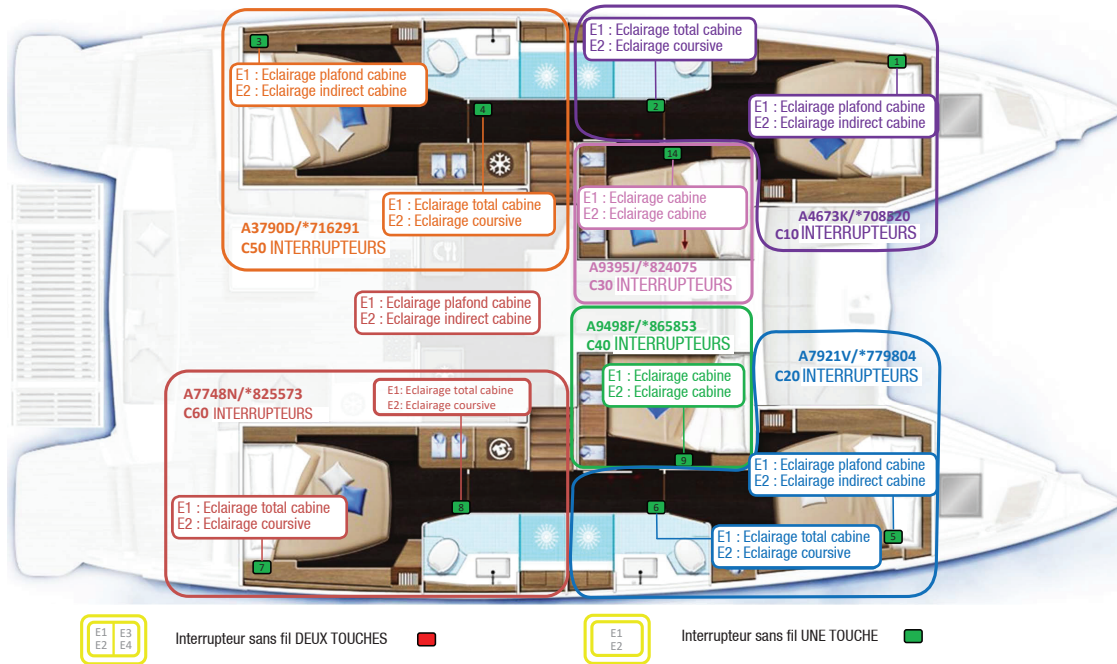 3
E1 : Eclairage plafond cabine
E2 : Eclairage indirect cabine
4
E1 : Eclairage total cabine
E2 : Eclairage coursive
A3790D/*716291
C50 INTERRUPTEURS
E1 : Eclairage total cabine
E2 : Eclairage coursive
2
1
E1 : Eclairage plafond cabine
E2 : Eclairage indirect cabine
A4673K/*708520
C10 INTERRUPTEURS
14
E1 : Eclairage cabine
E2 : Eclairage cabine
A9395J/*824075
C30 INTERRUPTEURS
E1 : Eclairage plafond cabine
E2 : Eclairage indirect cabine
A9498F/*865853
C40 INTERRUPTEURS
E1 : Eclairage cabine
E2 : Eclairage cabine
9
A7921V/*779804
C20 INTERRUPTEURS
E1 : Eclairage plafond cabine
E2 : Eclairage indirect cabine
5
6
E1 : Eclairage total cabine
E2 : Eclairage coursive
A7748N/*825573
C60 INTERRUPTEURS
E1: Eclairage total cabine
E2: Eclairage coursive
8
E1 : Eclairage total cabine
E2 : Eclairage coursive
7
E1 E3
E2 E4
Interrupteur sans fil DEUX TOUCHES
E1
E2
Interrupteur sans fil UNE TOUCHE